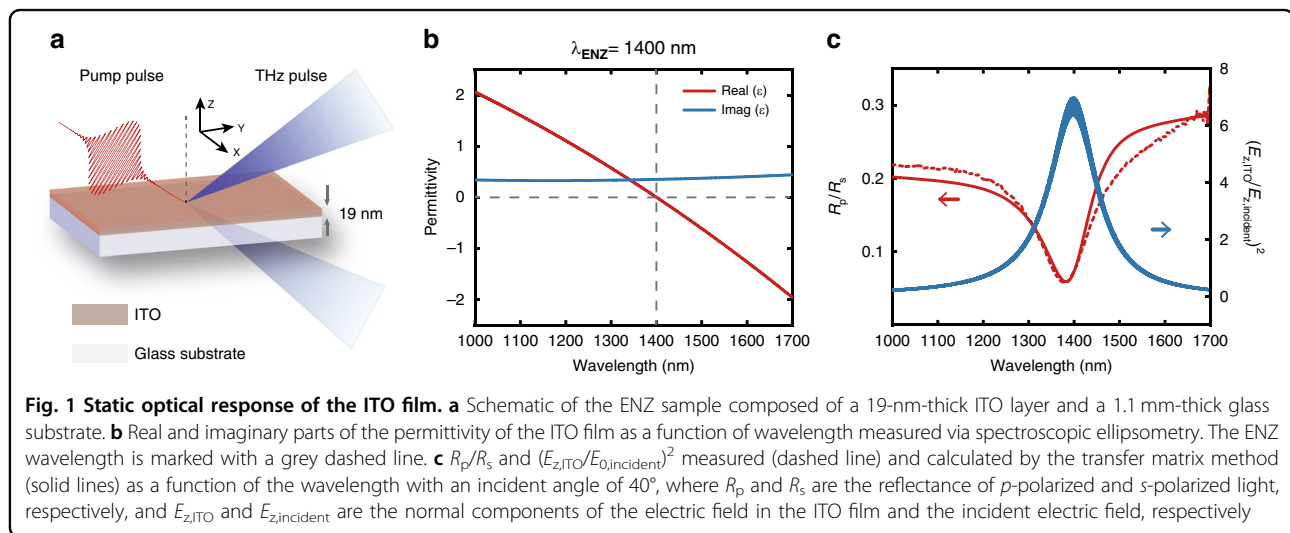 a
Pump pulse
THz pulse
Z
Y
X
19 nm
ITO
Glass substrate
b
λENZ= 1400 nm
Real (ε)
Imag (ε)
Permittivity
2
1
0
−1
−2
1000 1100 1200 1300 1400 1500 1600 1700
Wavelength (nm)
c
Rp/Rs
0.3
0.2
0.1
8
6
4
2
0
(Ez,ITO/Ez,incident)2
1000 1100 1200 1300 1400 1500 1600 1700
Wavelength (nm)
Fig. 1 Static optical response of the ITO film. a Schematic of the ENZ sample composed of a 19-nm-thick ITO layer and a 1.1 mm-thick glass
substrate. b Real and imaginary parts of the permittivity of the ITO film as a function of wavelength measured via spectroscopic ellipsometry. The ENZ
wavelength is marked with a grey dashed line. c Rp/Rs and (Ez,ITO/E0,incident)2 measured (dashed line) and calculated by the transfer matrix method
(solid lines) as a function of the wavelength with an incident angle of 40°, where Rp and Rs are the reflectance of p-polarized and s-polarized light,
respectively, and Ez,ITO and Ez,incident are the normal components of the electric field in the ITO film and the incident electric field, respectively